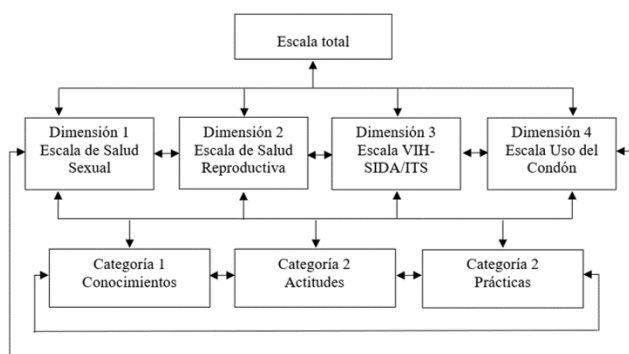 Escala total
Dimensión 1
Escala de Salud
Sexual
Dimensión 2
Escala de Salud
Reproductiva
Dimensión 3
Escala VIH-
SIDA/ITS
Dimensión 4
Escala Uso del
Condón
Categoría 1
Conocimientos
Categoría 2
Actitudes
Categoría 2
Prácticas